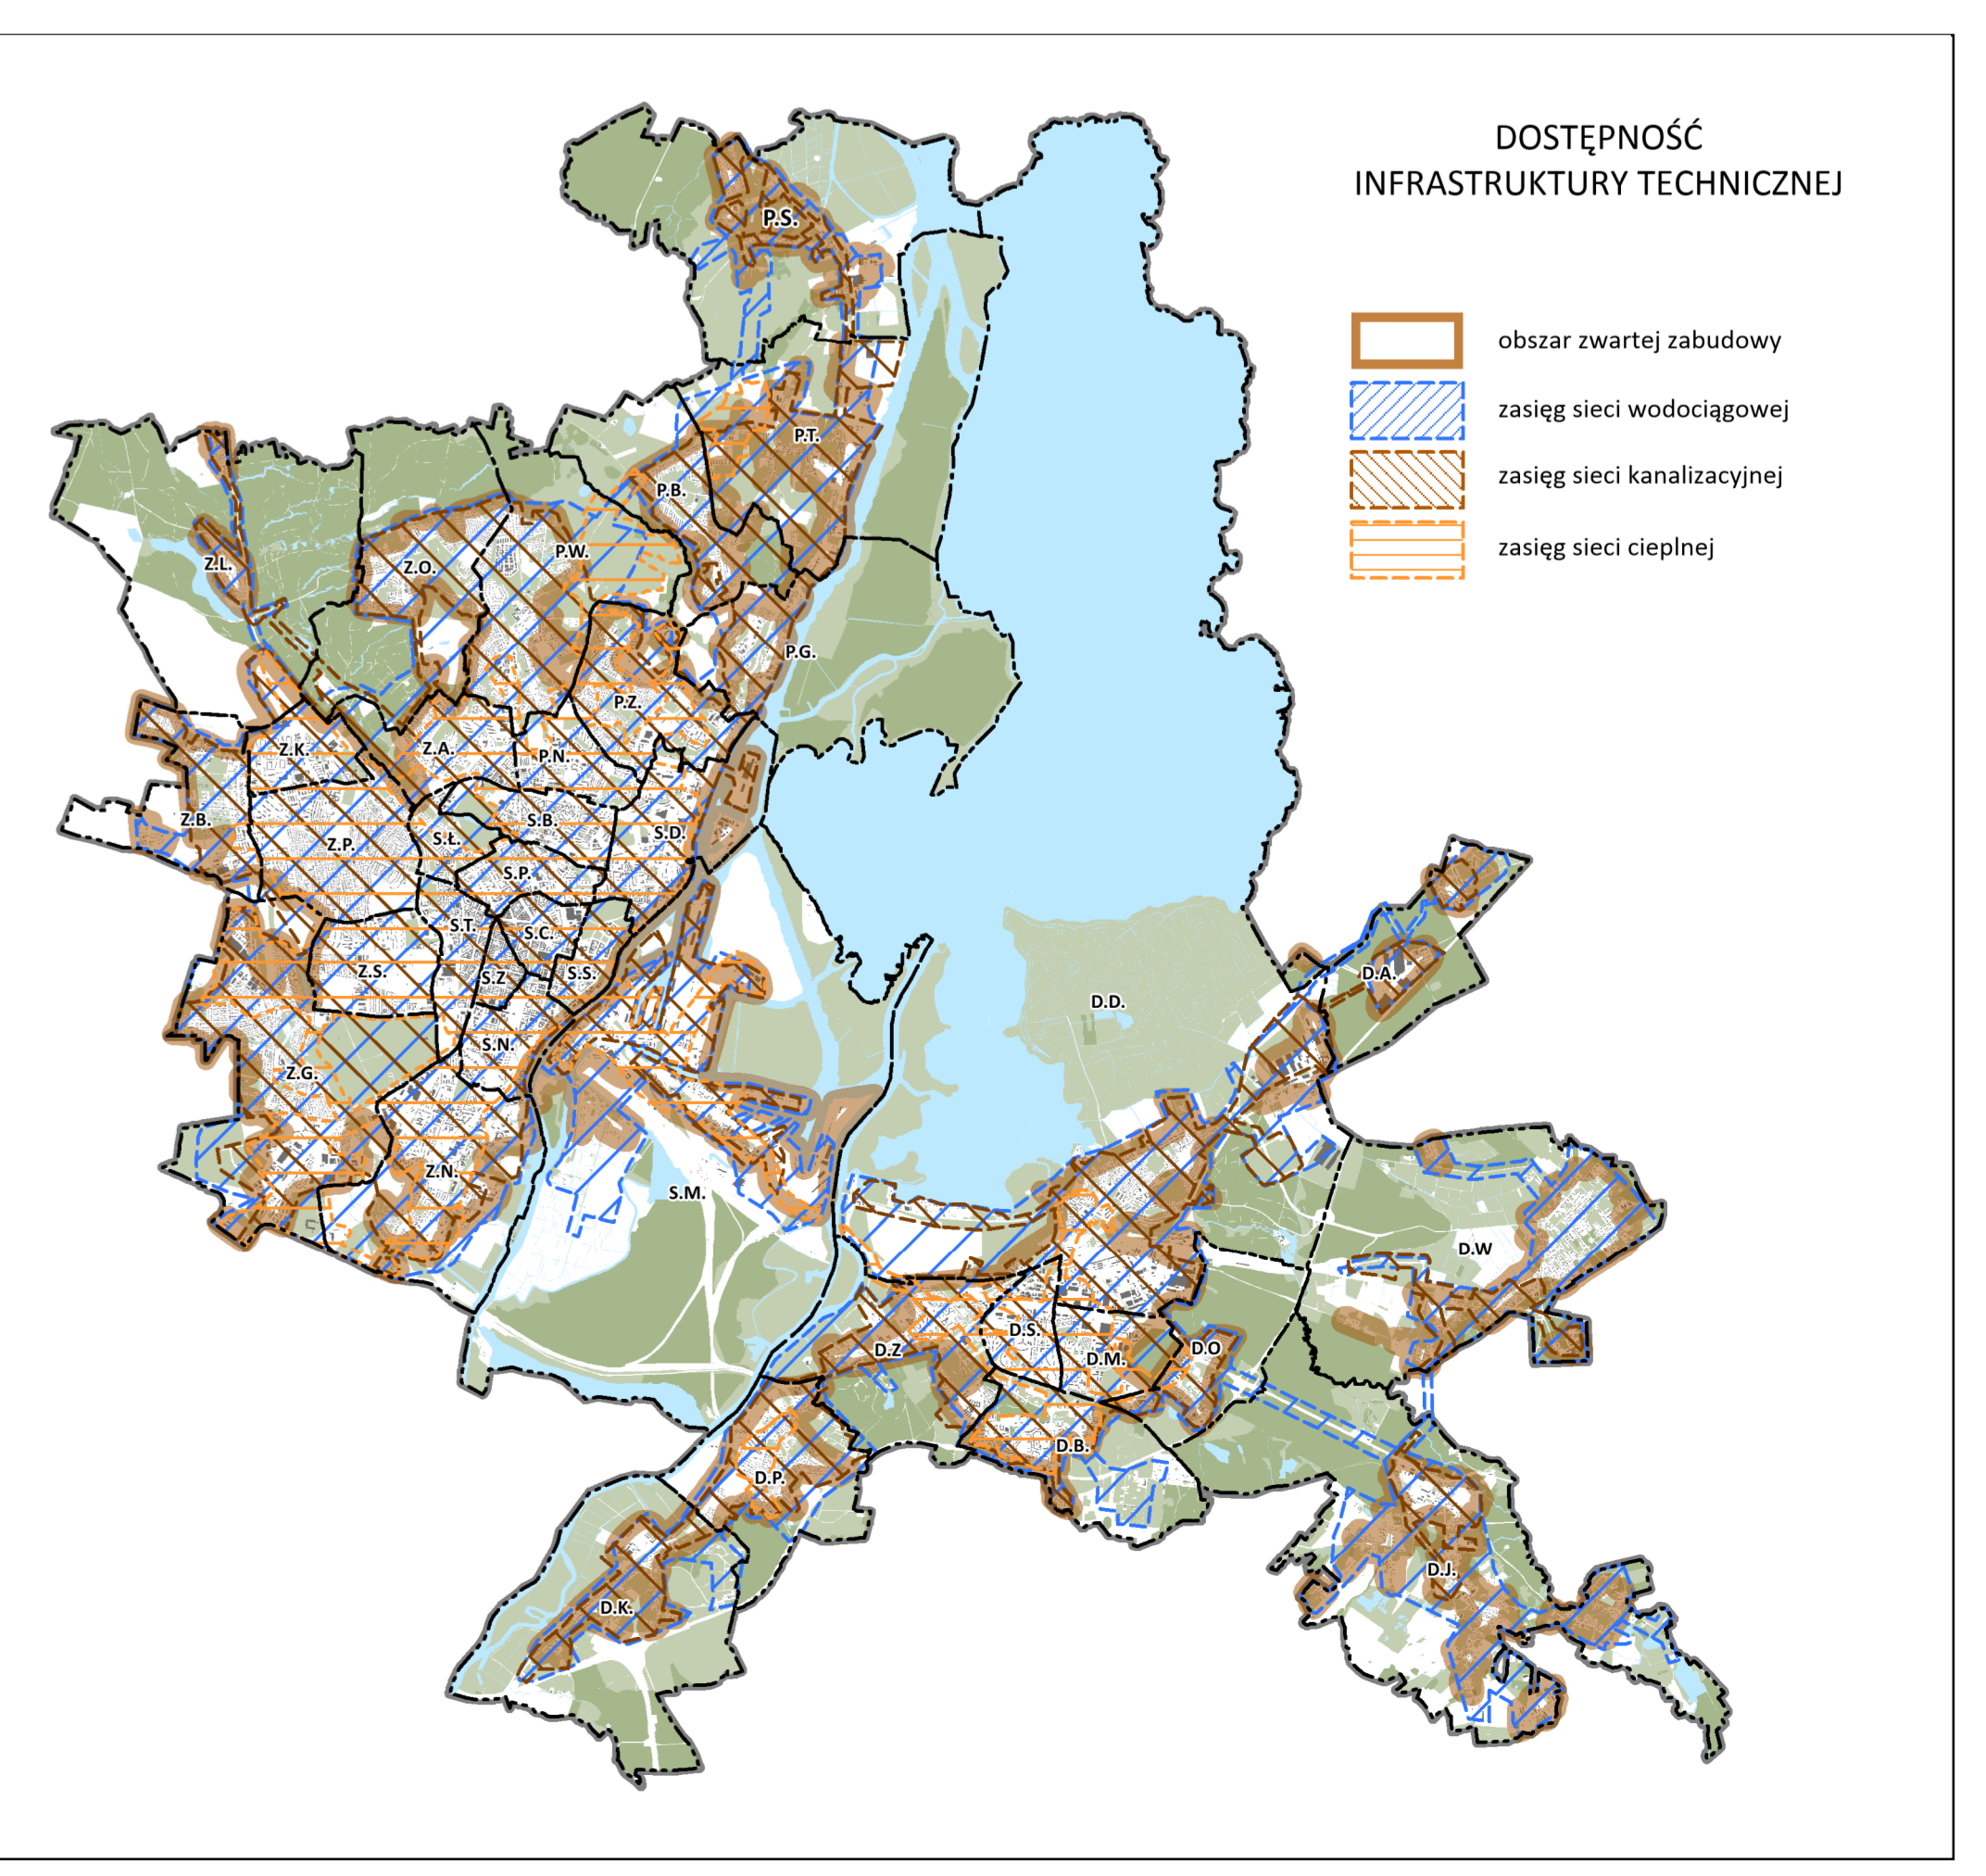 DOSTĘPNOŚĆ
INFRASTRUKTURY TECHNICZNEJ
obszar zwartej zabudowy
zasięg sieci wodociągowej
zasięg sieci kanalizacyjnej
zasięg sieci cieplnej
P.S.
P.T.
P.B.
P.W.
Z.L.
Z.O.
P.G.
P.Z.
Z.K.
Z.A.
P.N.
Z.B.
S.B.
S.D.
Z.P.
S.Ł.
S.P.
S.T.
S.C.
Z.S.
S.Z
S.S.
D.A.
D.D.
S.N.
Z.G.
Z.N.
S.M.
D.W
D.S.
D.Z
D.M.
D.O
D.B.
D.P.
D.J.
D.K.